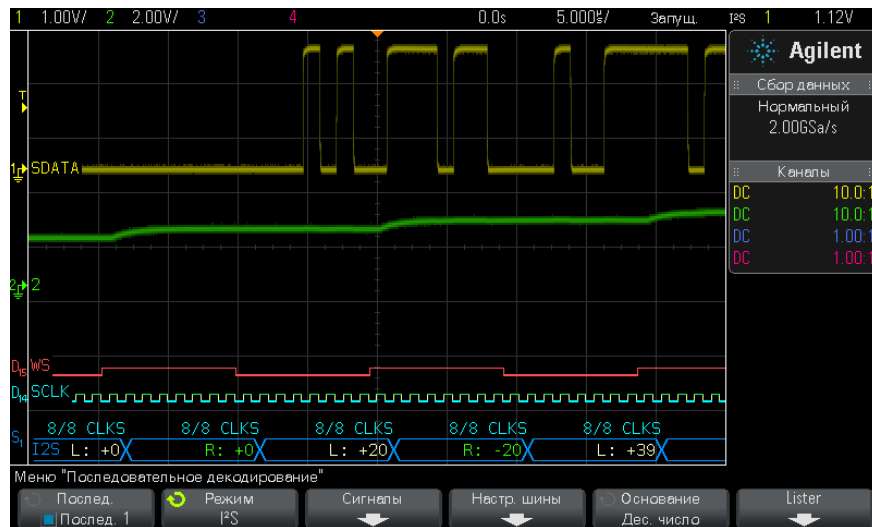 1 1.00V/ 2 2.00V/ 3 4 0.0s 5.000㎲/ Запущ. I²S 1 1.12V
Agilent
Сбор данных
Нормальный
2.00GSa/s
Каналы
DC 10.0:1
DC 10.0:1
DC 1.00:1
DC 1.00:1
T
1 SDATA
2 2
D15 WS
D14 SCLK
8/8 CLKS 8/8 CLKS 8/8 CLKS 8/8 CLKS 8/8 CLKS
S1 I2S L: +0 R: +0 L: +20 R: -20 L: +39
Меню "Последовательное декодирование"
Послед. Режим Сигналы Настр. шины Основание Lister
Послед. 1 I²S Дес. число